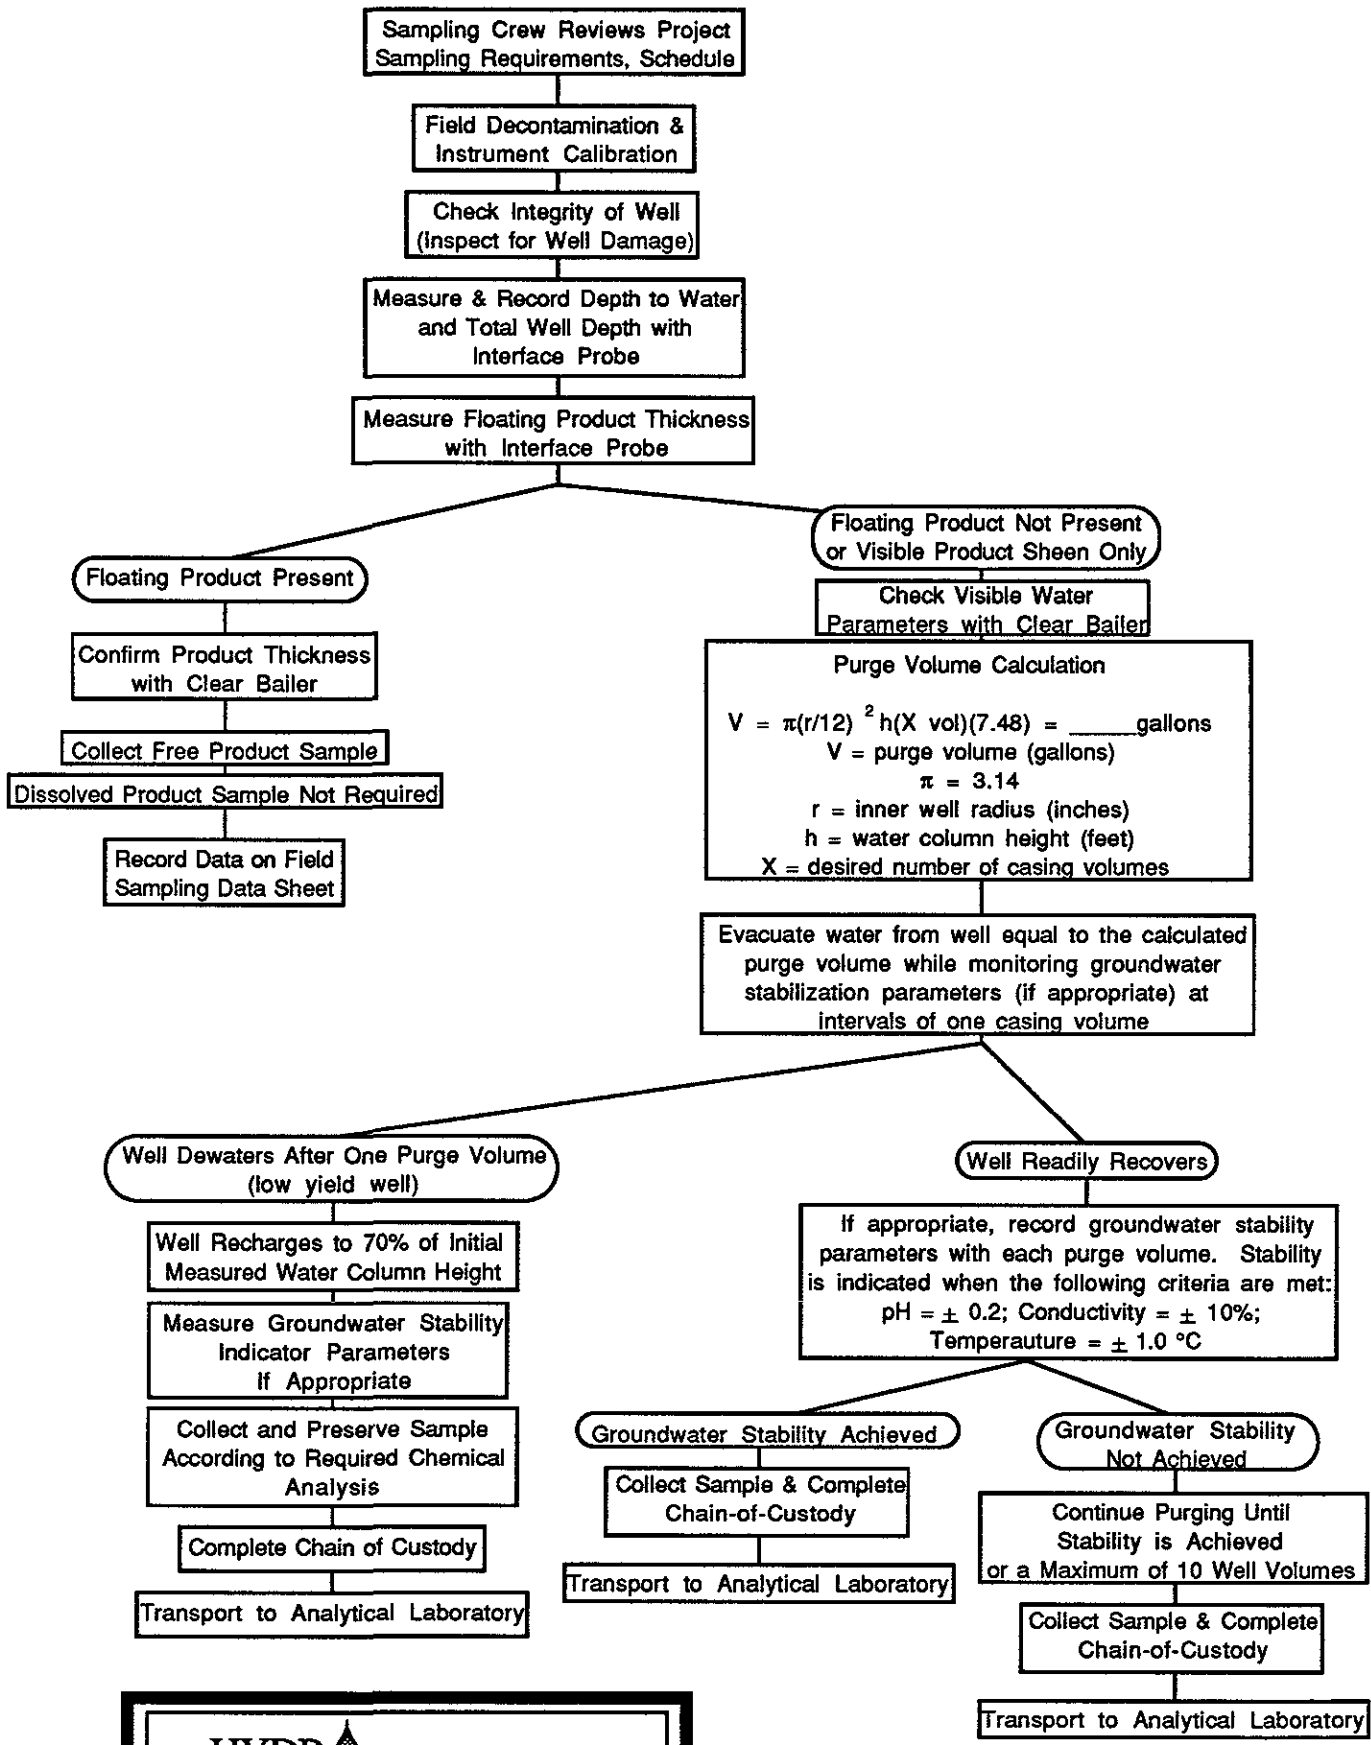 Sampling Crew Reviews Project
Sampling Requirements, Schedule
Field Decontamination &
Instrument Calibration
Check Integrity of Well
(Inspect for Well Damage)
Measure & Record Depth to Water
and Total Well Depth with
Interface Probe
Measure Floating Product Thickness
with Interface Probe
Floating Product Present
Confirm Product Thickness
with Clear Bailer
Collect Free Product Sample
Dissolved Product Sample Not Required
Record Data on Field
Sampling Data Sheet
Floating Product Not Present
or Visible Product Sheen Only
Check Visible Water
Parameters with Clear Bailer
Purge Volume Calculation
V = π(r/12) ² h(X vol)(7.48) = _____gallons
V = purge volume (gallons)
π = 3.14
r = inner well radius (inches)
h = water column height (feet)
X = desired number of casing volumes
Evacuate water from well equal to the calculated
purge volume while monitoring groundwater
stabilization parameters (if appropriate) at
intervals of one casing volume
Well Dewaters After One Purge Volume
(low yield well)
Well Recharges to 70% of Initial
Measured Water Column Height
Measure Groundwater Stability
Indicator Parameters
If Appropriate
Collect and Preserve Sample
According to Required Chemical
Analysis
Complete Chain of Custody
Transport to Analytical Laboratory
Well Readily Recovers
If appropriate, record groundwater stability
parameters with each purge volume. Stability
is indicated when the following criteria are met:
pH = ± 0.2; Conductivity = ± 10%;
Temperauture = ± 1.0 °C
Groundwater Stability Achieved
Collect Sample & Complete
Chain-of-Custody
Transport to Analytical Laboratory
Groundwater Stability
Not Achieved
Continue Purging Until
Stability is Achieved
or a Maximum of 10 Well Volumes
Collect Sample & Complete
Chain-of-Custody
Transport to Analytical Laboratory